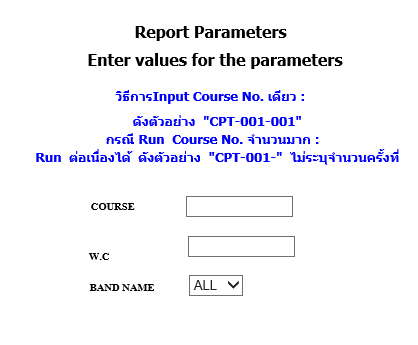 Report Parameters
Enter values for the parameters
วิธีการInput Course No. เดียว :
ดังตัวอย่าง "CPT-001-001"
กรณี Run Course No. จำนวนมาก :
Run ต่อเนื่องได้ ดังตัวอย่าง "CPT-001-" ไม่ระบุจำนวนครั้งที่
COURSE
W.C
BAND NAME ALL